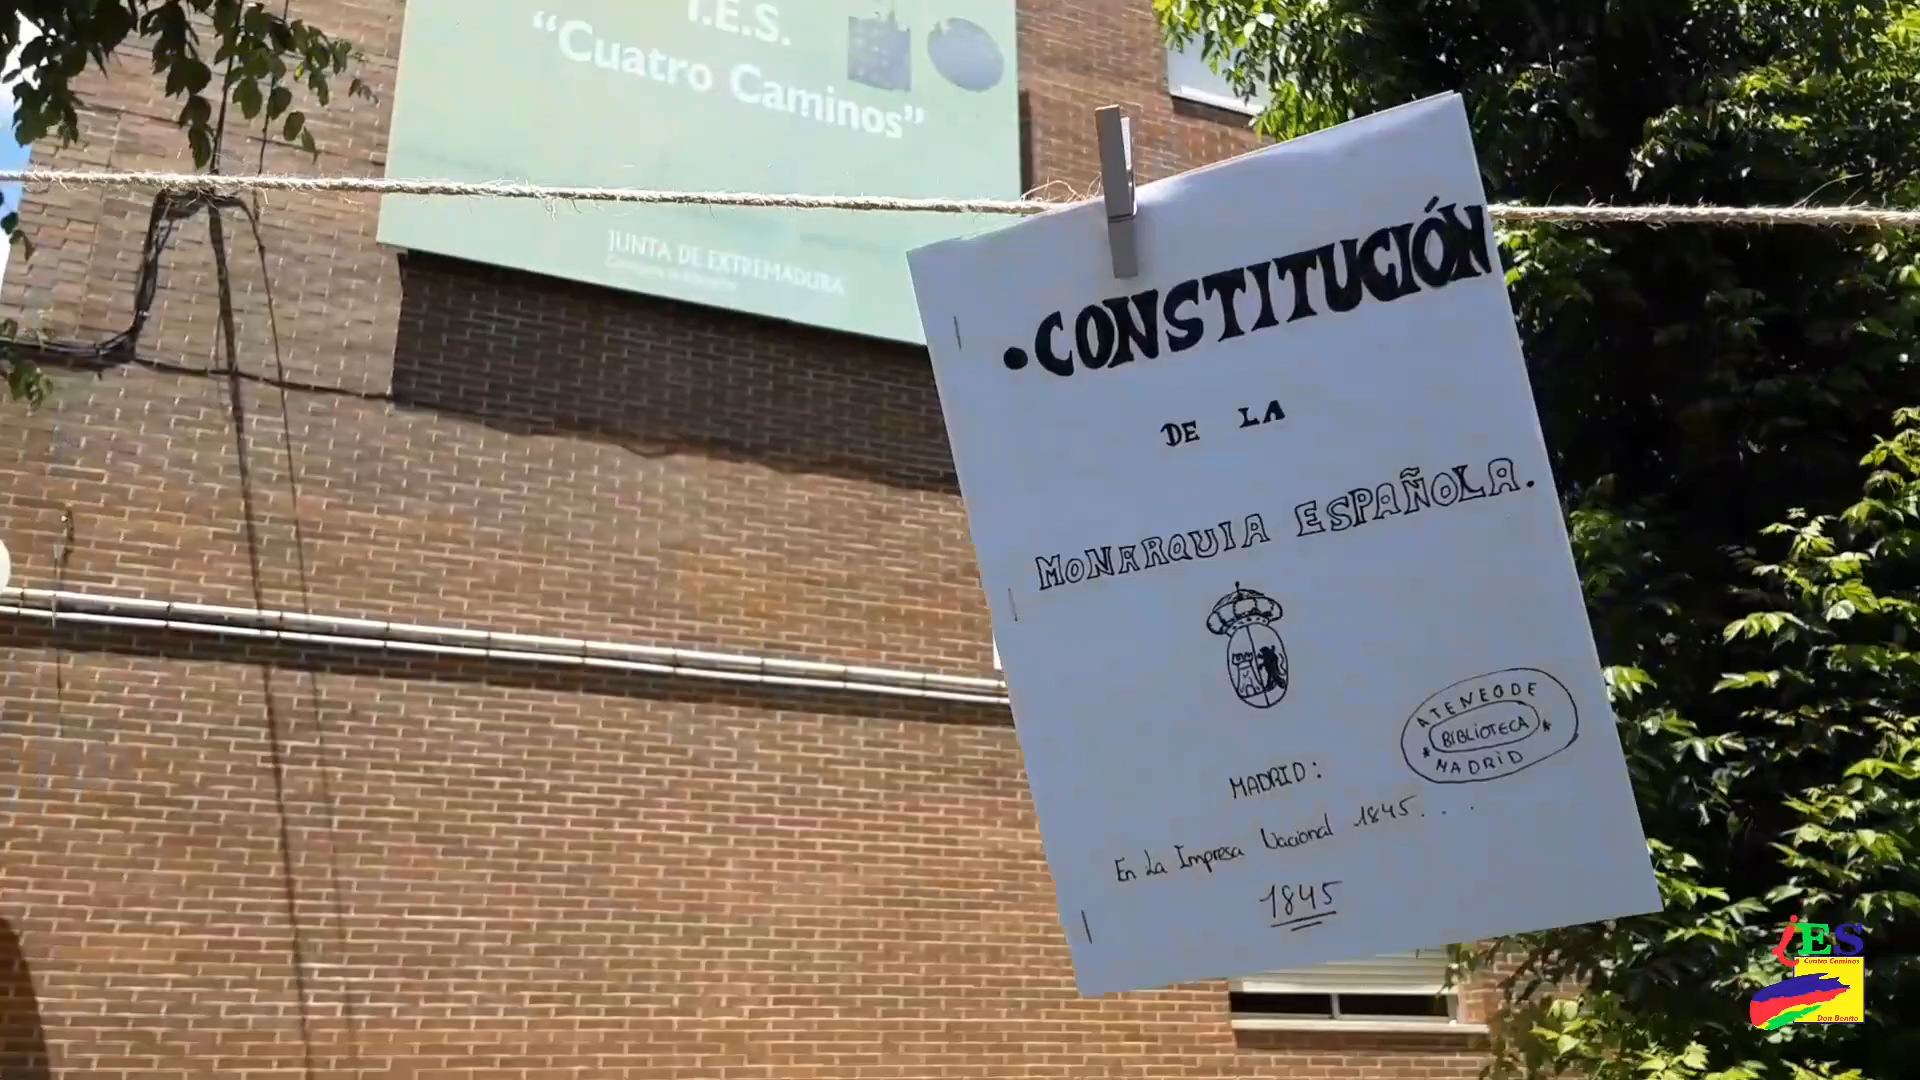 I.E.S.
"Cuatro Caminos"
JUNTA DE EXTREMADURA
•CONSTITUCIÓN
DE LA
MONARQUIA ESPAÑOLA.
ATENEO DE
BIBLIOTECA
MADRID
MADRID:
En La Impresa Nacional 1845...
1845
iES
Cuatro Caminos
Don Benito